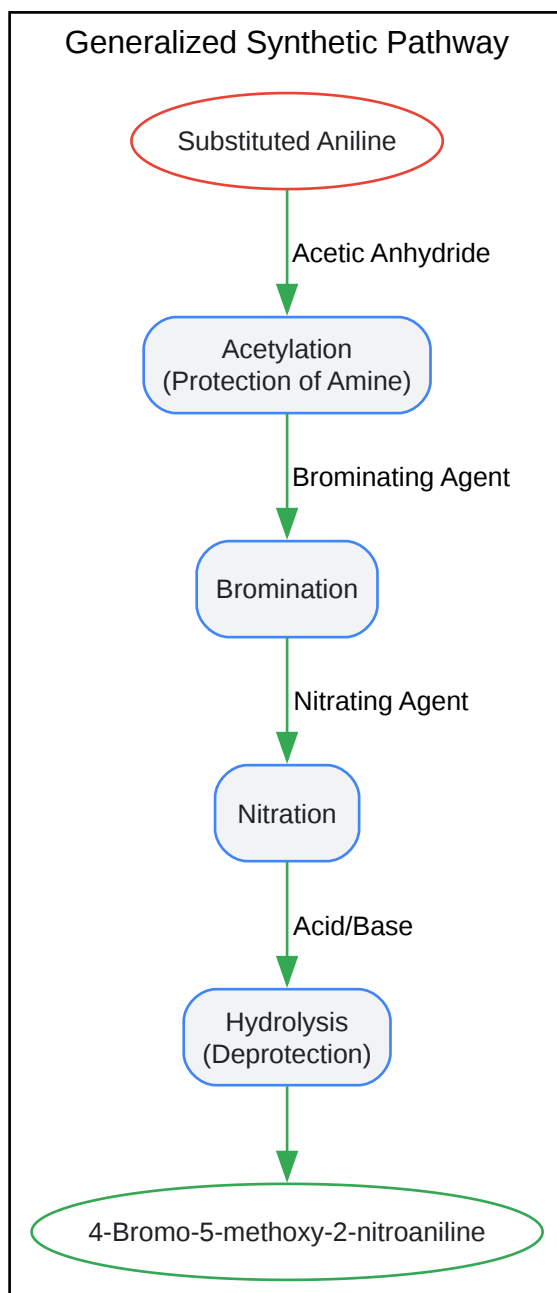 Generalized Synthetic Pathway
Substituted Aniline
Acetic Anhydride
Acetylation
(Protection of Amine)
Brominating Agent
Bromination
Nitrating Agent
Nitration
Acid/Base
Hydrolysis
(Deprotection)
4-Bromo-5-methoxy-2-nitroaniline